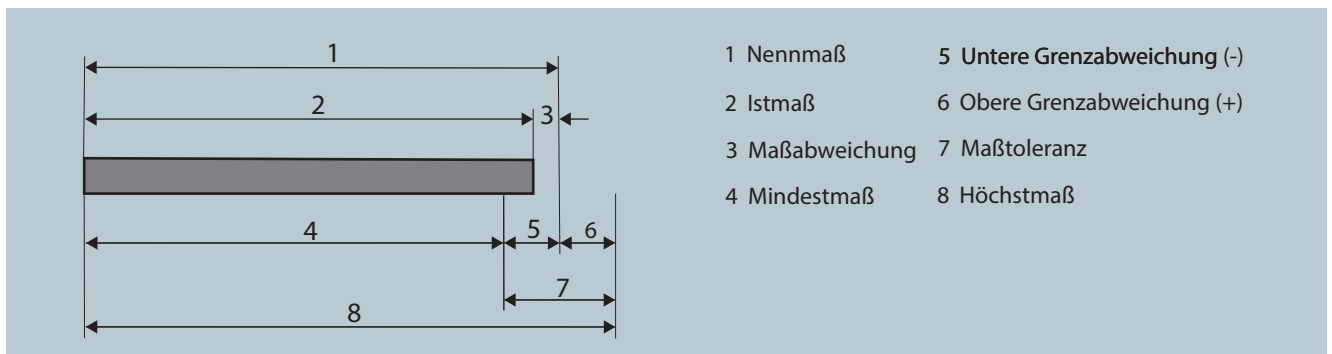 1
2
3
4
5
6
7
8
1 Nennmaß
2 Istmaß
3 Maßabweichung
4 Mindestmaß
5 Untere Grenzabweichung (-)
6 Obere Grenzabweichung (+)
7 Maßtoleranz
8 Höchstmaß